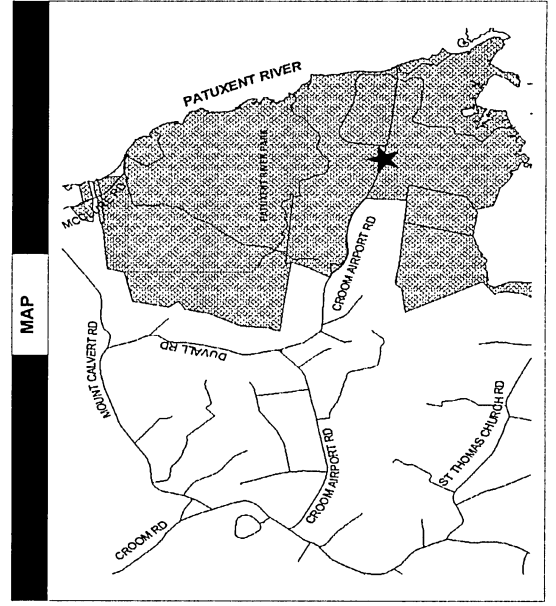 MAP
PATUXENT RIVER
PATUXENT RIVER PARK
MOUNT CALVERT RD
DUVALL RD
CROOM AIRPORT RD
CROOM AIRPORT RD
CROOM RD
ST THOMAS CHURCH RD